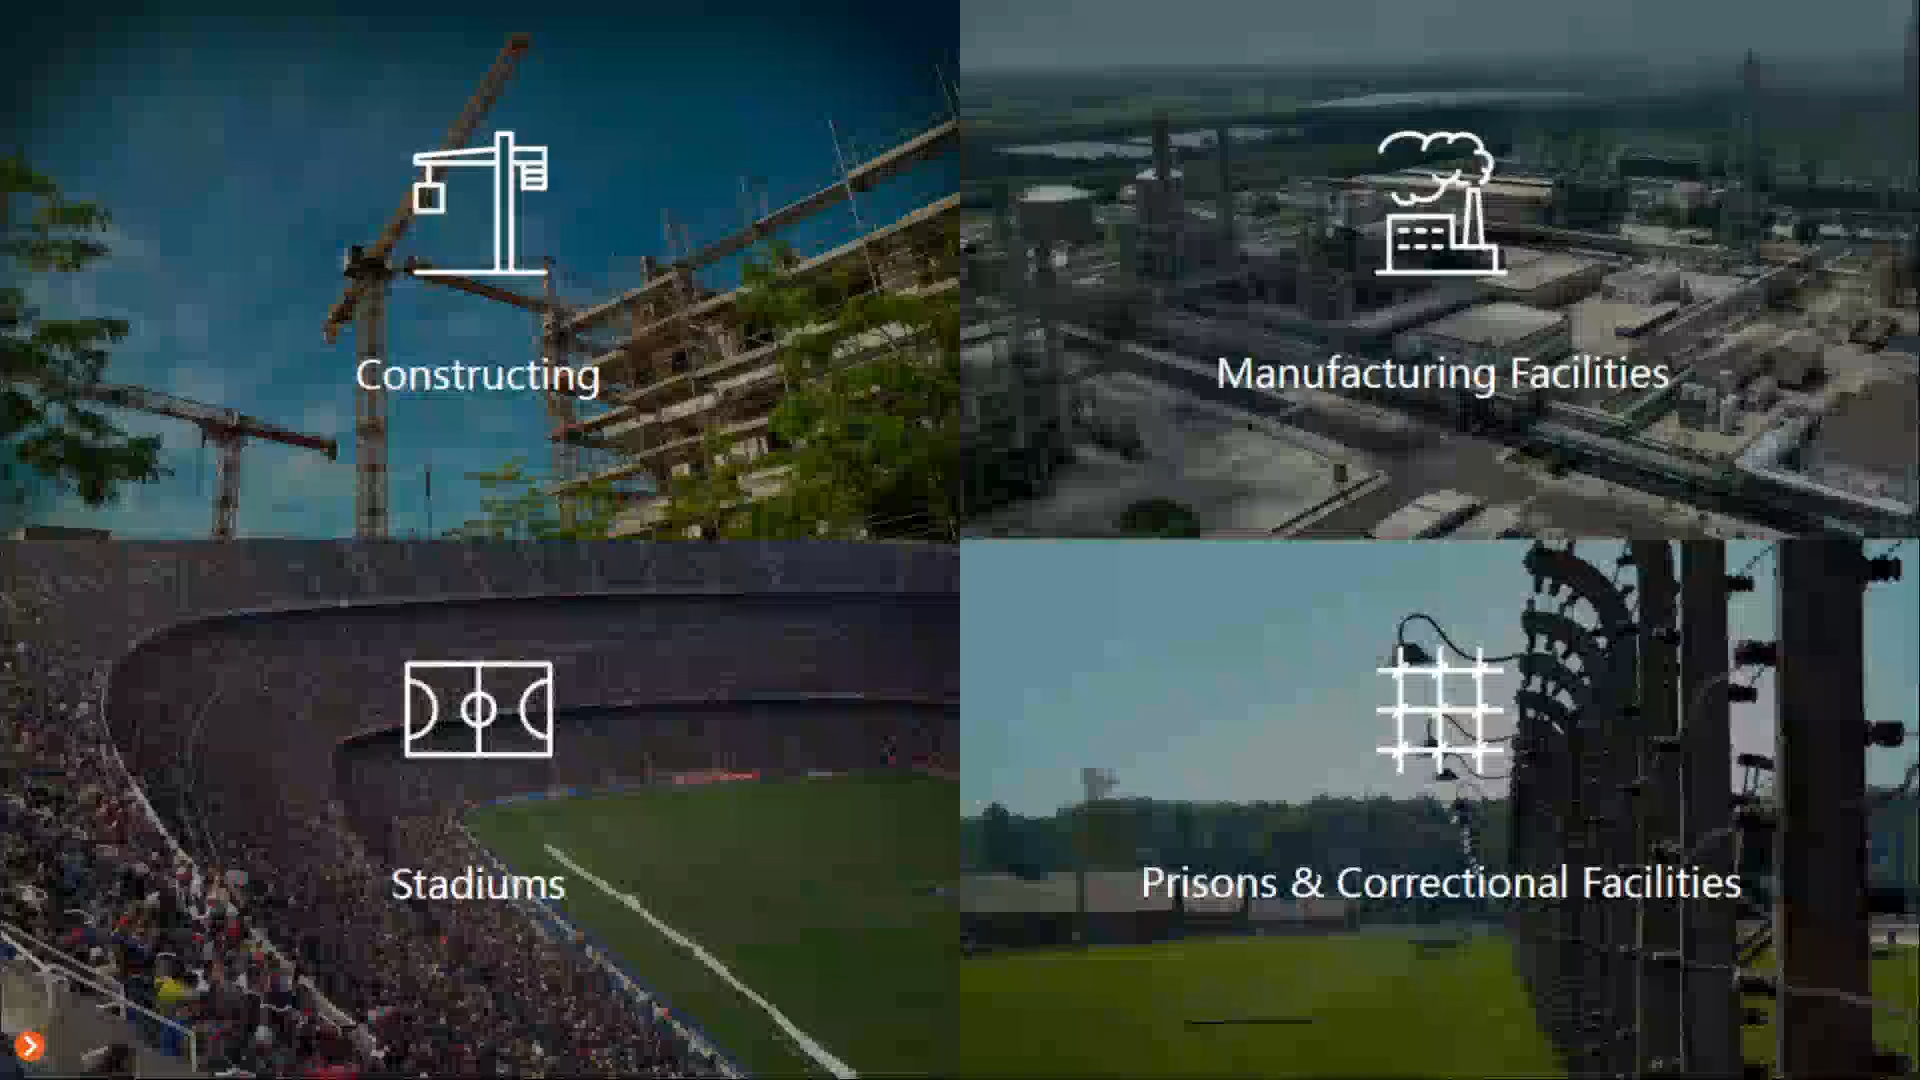 Constructing
Manufacturing Facilities
Stadiums
Prisons & Correctional Facilities